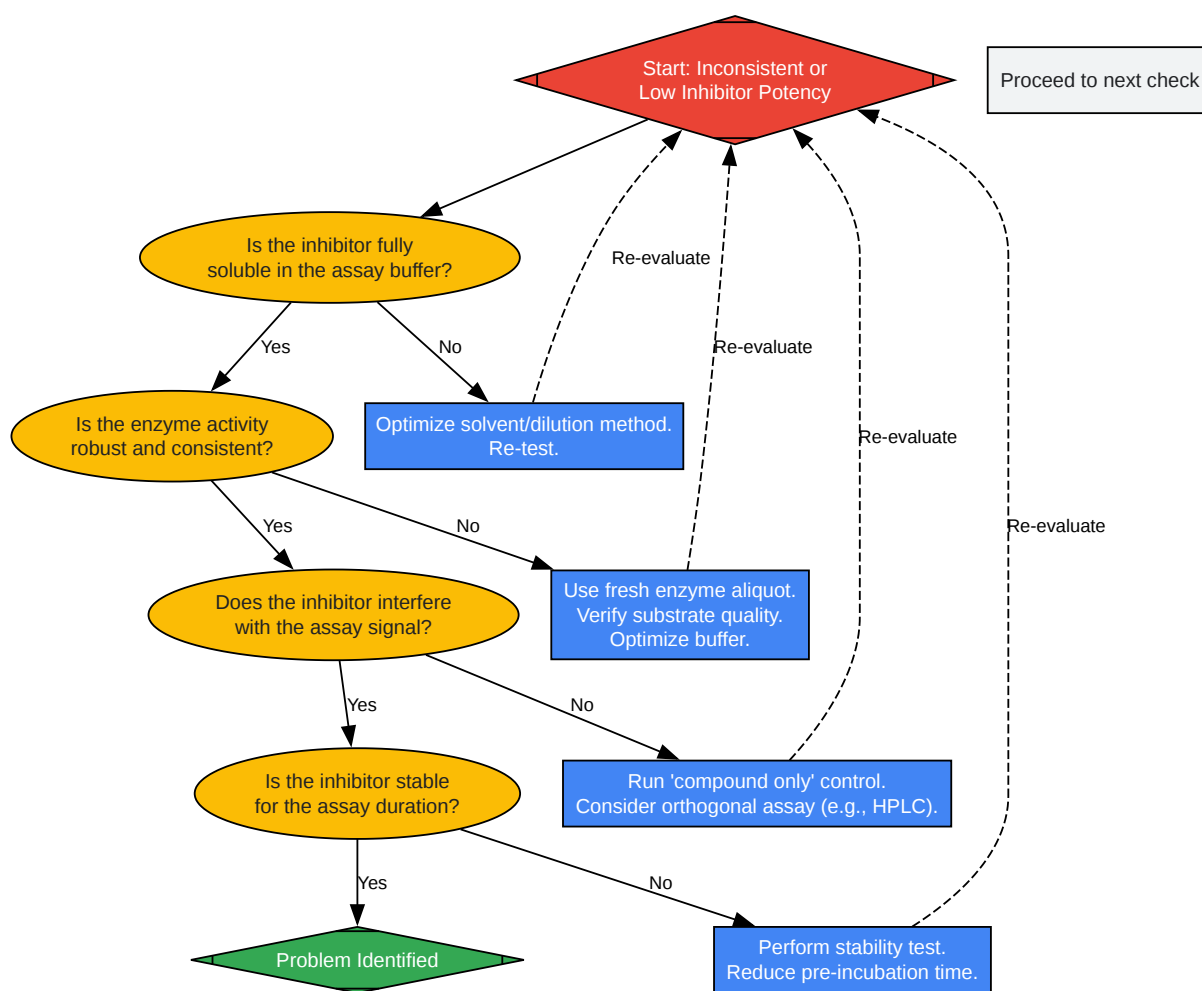 Start: Inconsistent or
Low Inhibitor Potency
Proceed to next check
Is the inhibitor fully
soluble in the assay buffer?
Re-evaluate
Yes
No
Re-evaluate
Is the enzyme activity
robust and consistent?
Optimize solvent/dilution method.
Re-test.
Re-evaluate
Yes
No
Re-evaluate
Does the inhibitor interfere
with the assay signal?
Use fresh enzyme aliquot.
Verify substrate quality.
Optimize buffer.
Yes
No
Is the inhibitor stable
for the assay duration?
Run 'compound only' control.
Consider orthogonal assay (e.g., HPLC).
Yes
No
Problem Identified
Perform stability test.
Reduce pre-incubation time.